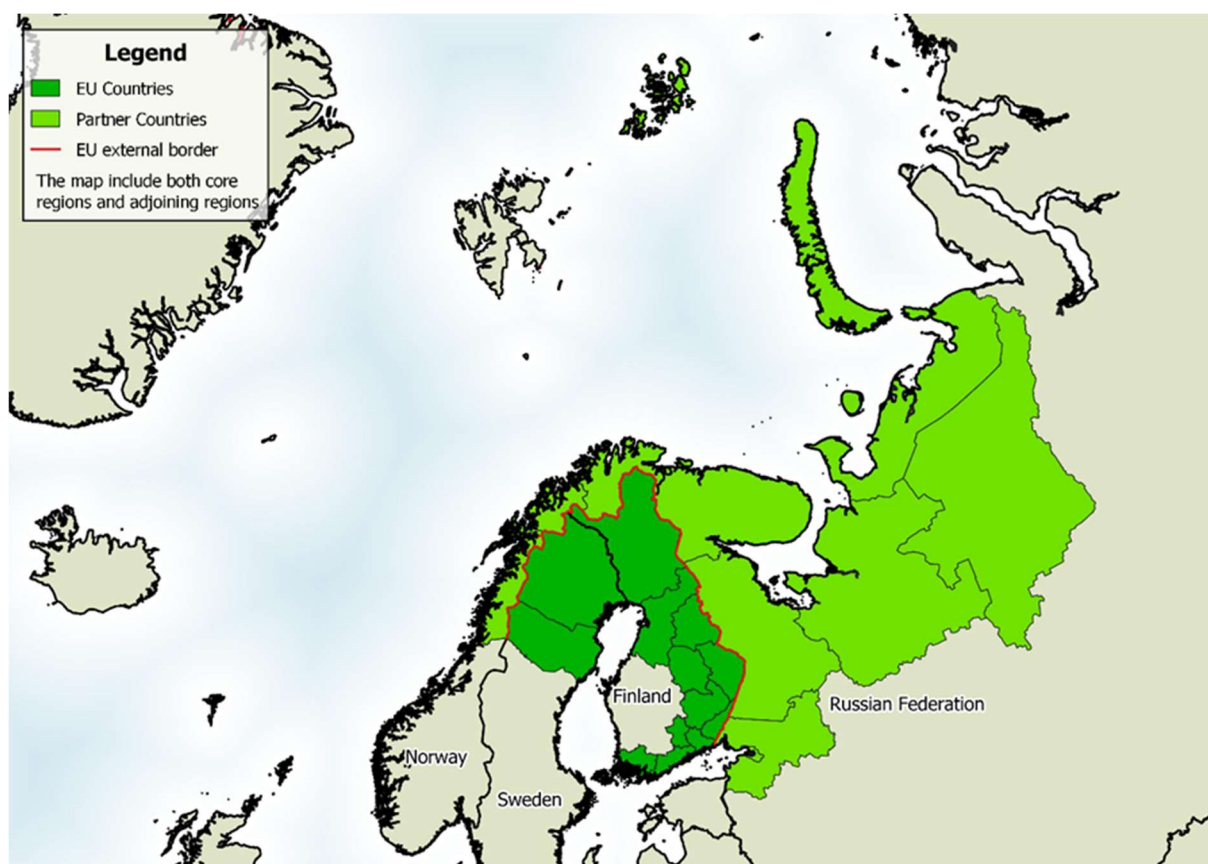 Legend
EU Countries
Partner Countries
EU external border
The map include both core
regions and adjoining regions
Finland
Russian Federation
Norway
Sweden